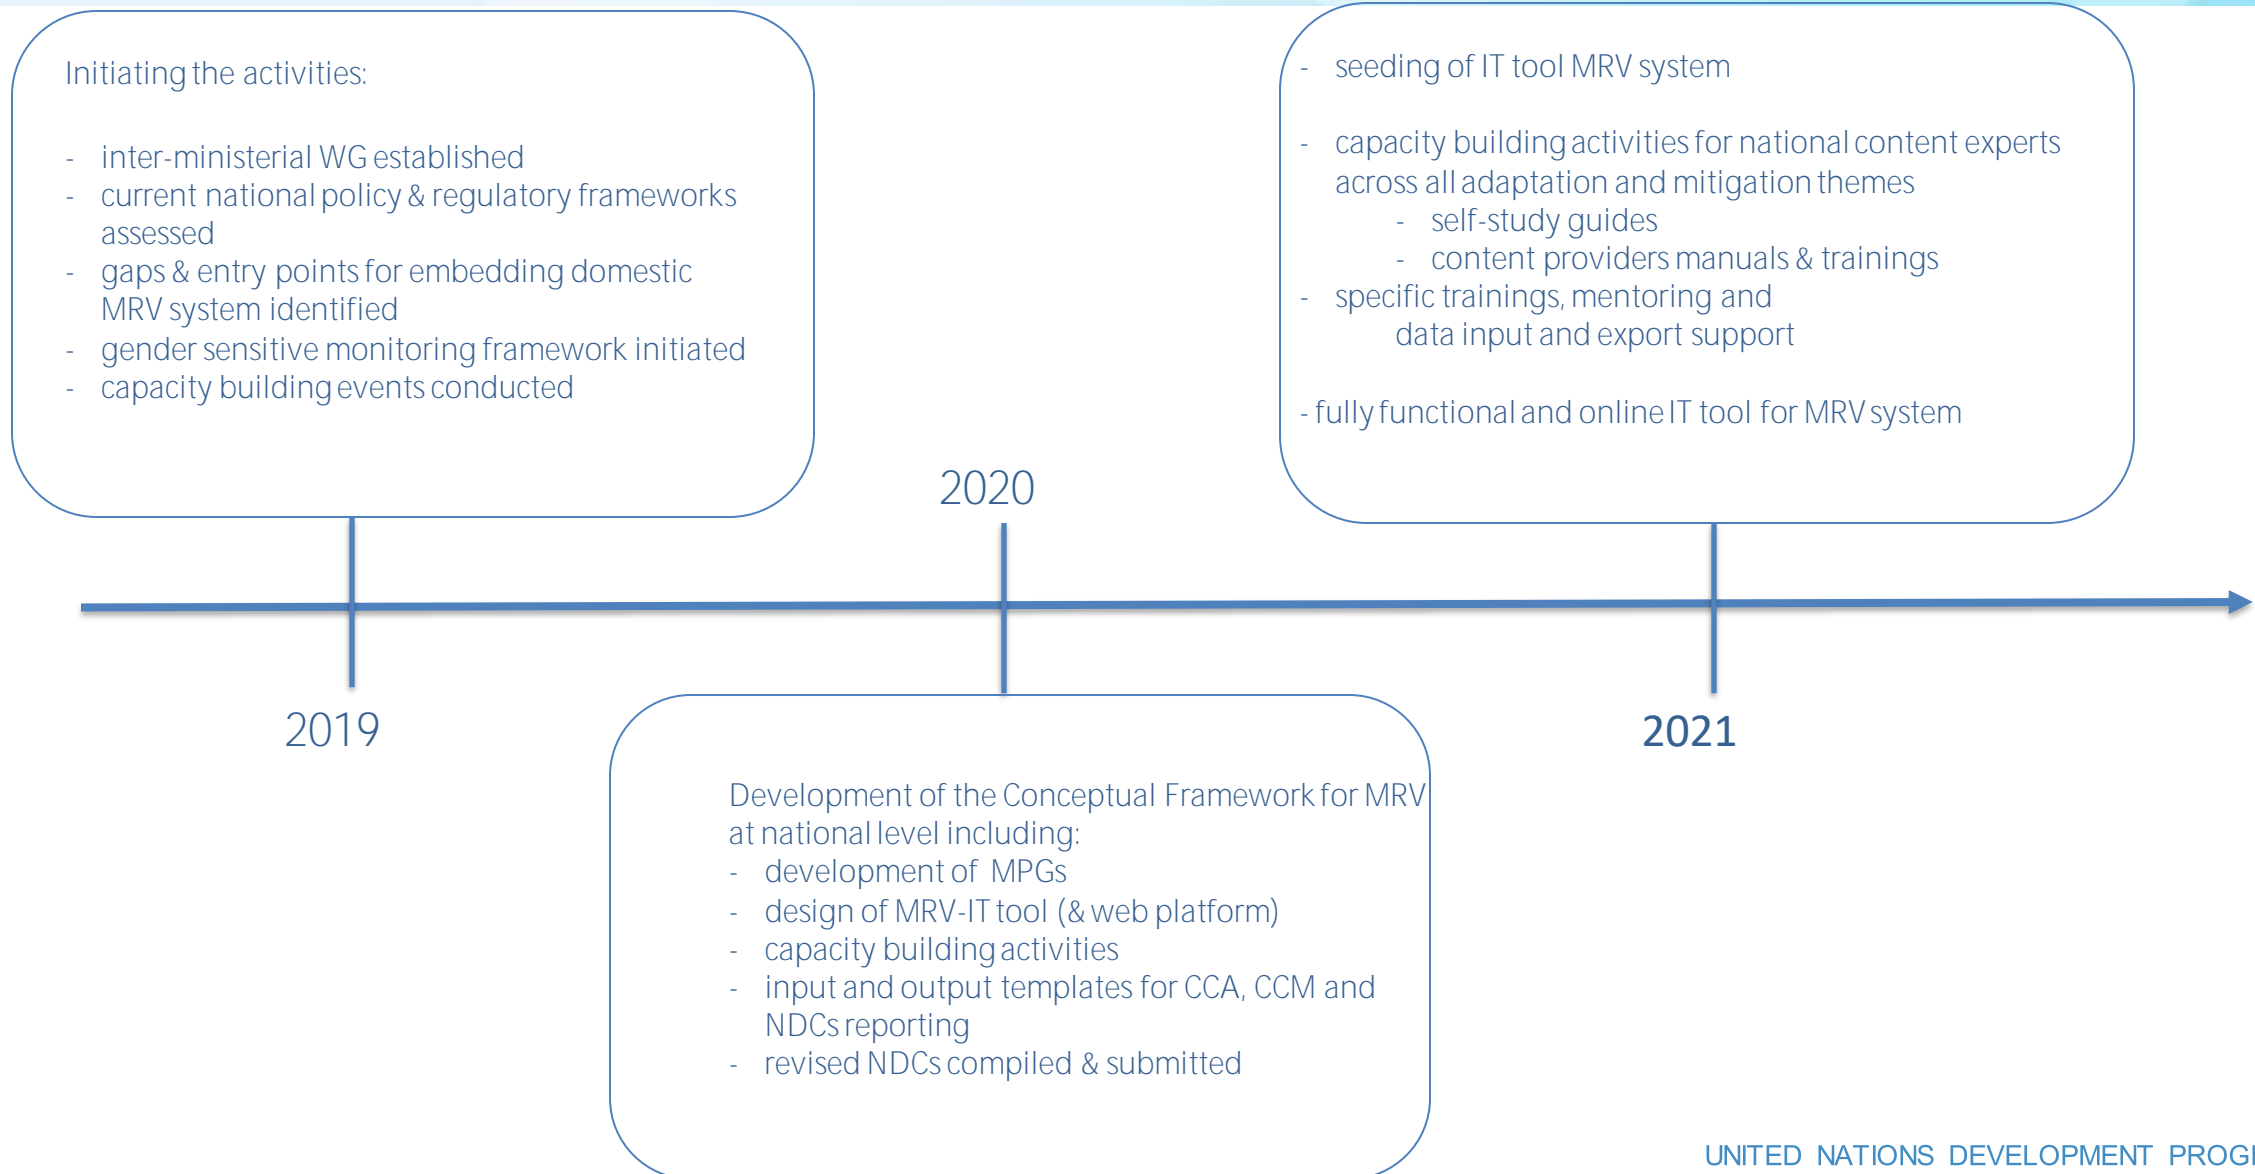 Initiating the activities:
- inter-ministerial WG established
- current national policy & regulatory frameworks
assessed
- gaps & entry points for embedding domestic
MRV system identified
- gender sensitive monitoring framework initiated
- capacity building events conducted
2019
2020
Development of the Conceptual Framework for MRV
at national level including:
- development of MPGs
- design of MRV-IT tool (& web platform)
- capacity building activities
- input and output templates for CCA, CCM and
NDCs reporting
- revised NDCs compiled & submitted
- seeding of IT tool MRV system
- capacity building activities for national content experts
across all adaptation and mitigation themes
- self-study guides
- content providers manuals & trainings
- specific trainings, mentoring and
data input and export support
- fully functional and online IT tool for MRV system
2021
UNITED NATIONS DEVELOPMENT